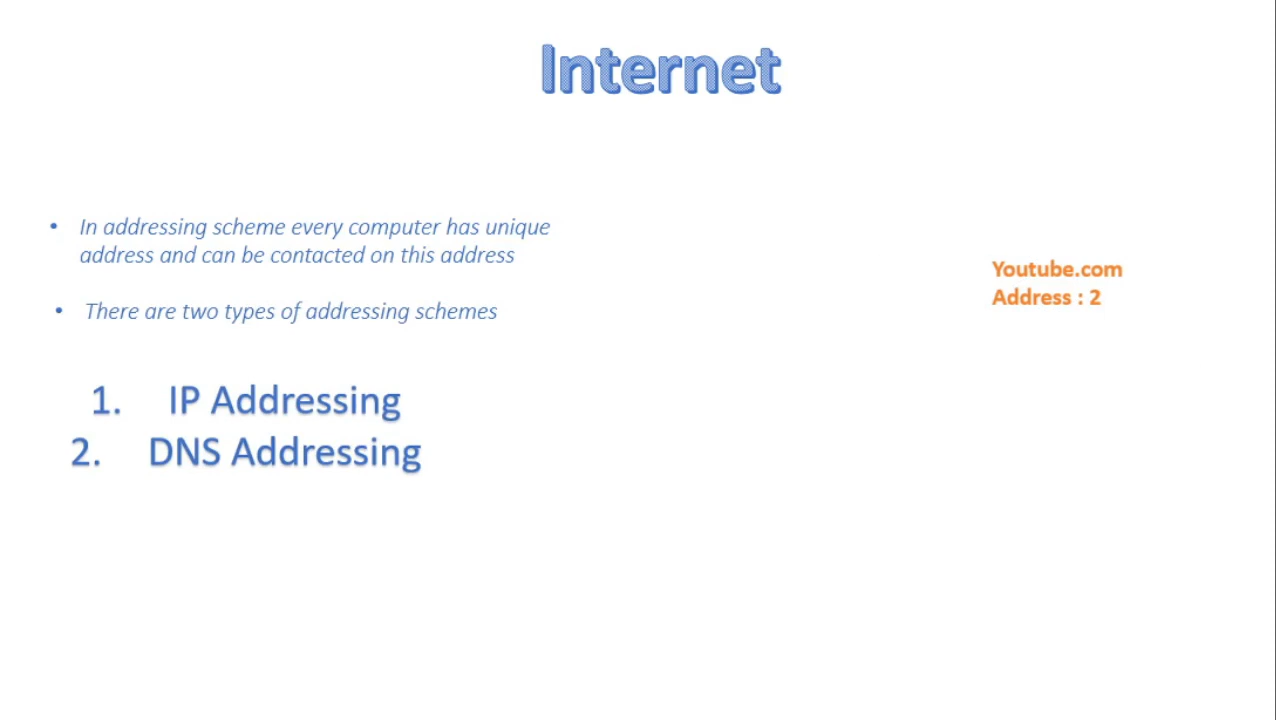 Internet
• In addressing scheme every computer has unique
address and can be contacted on this address
• There are two types of addressing schemes
1. IP Addressing
2. DNS Addressing
Youtube.com
Address : 2